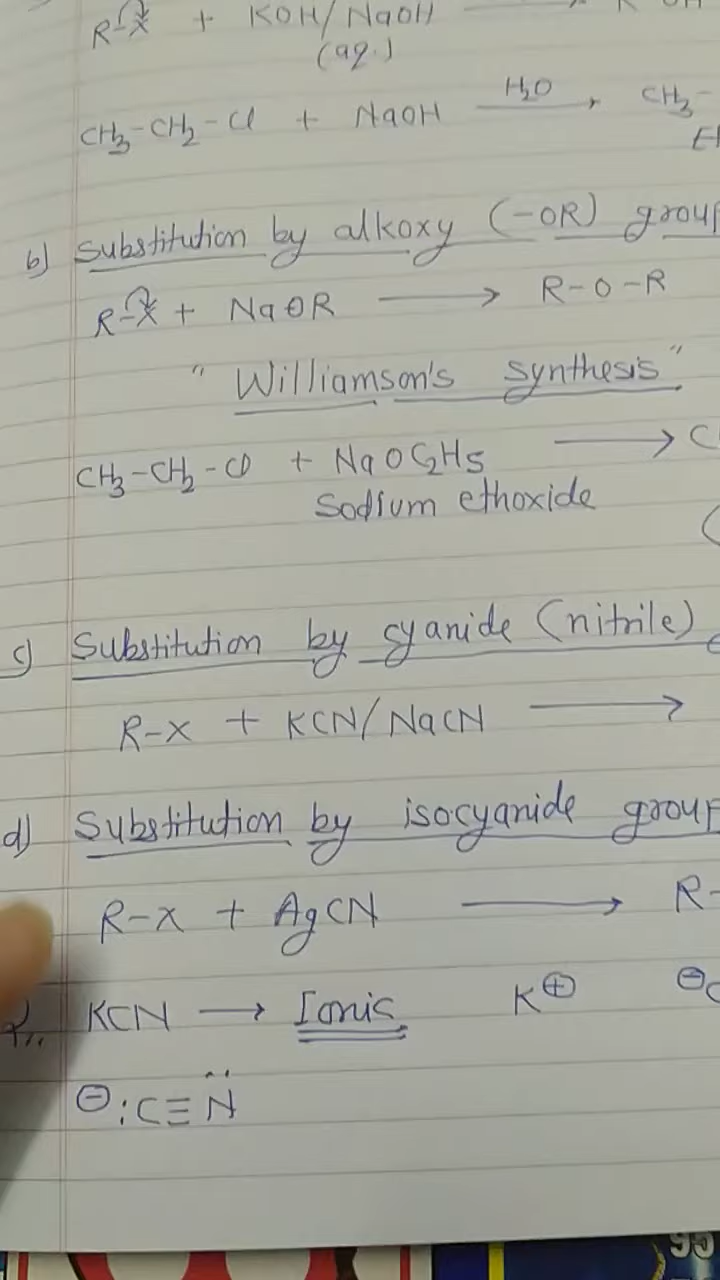 R-X + KOH/NaOH
(aq.)
CH3-CH2-Cl + NaOH H2O CH3-
b) Substitution by alkoxy (-OR) group
R-X + NaOR → R-O-R
"Williamson's synthesis"
CH3-CH2-Cl + NaOC2H5 →
Sodium ethoxide
c) Substitution by cyanide (nitrile)
R-X + KCN/NaCN →
d) Substitution by isocyanide group
R-X + AgCN → R-
KCN → Ionic K⊕ ⊖C
⊖:C≡N̈
95